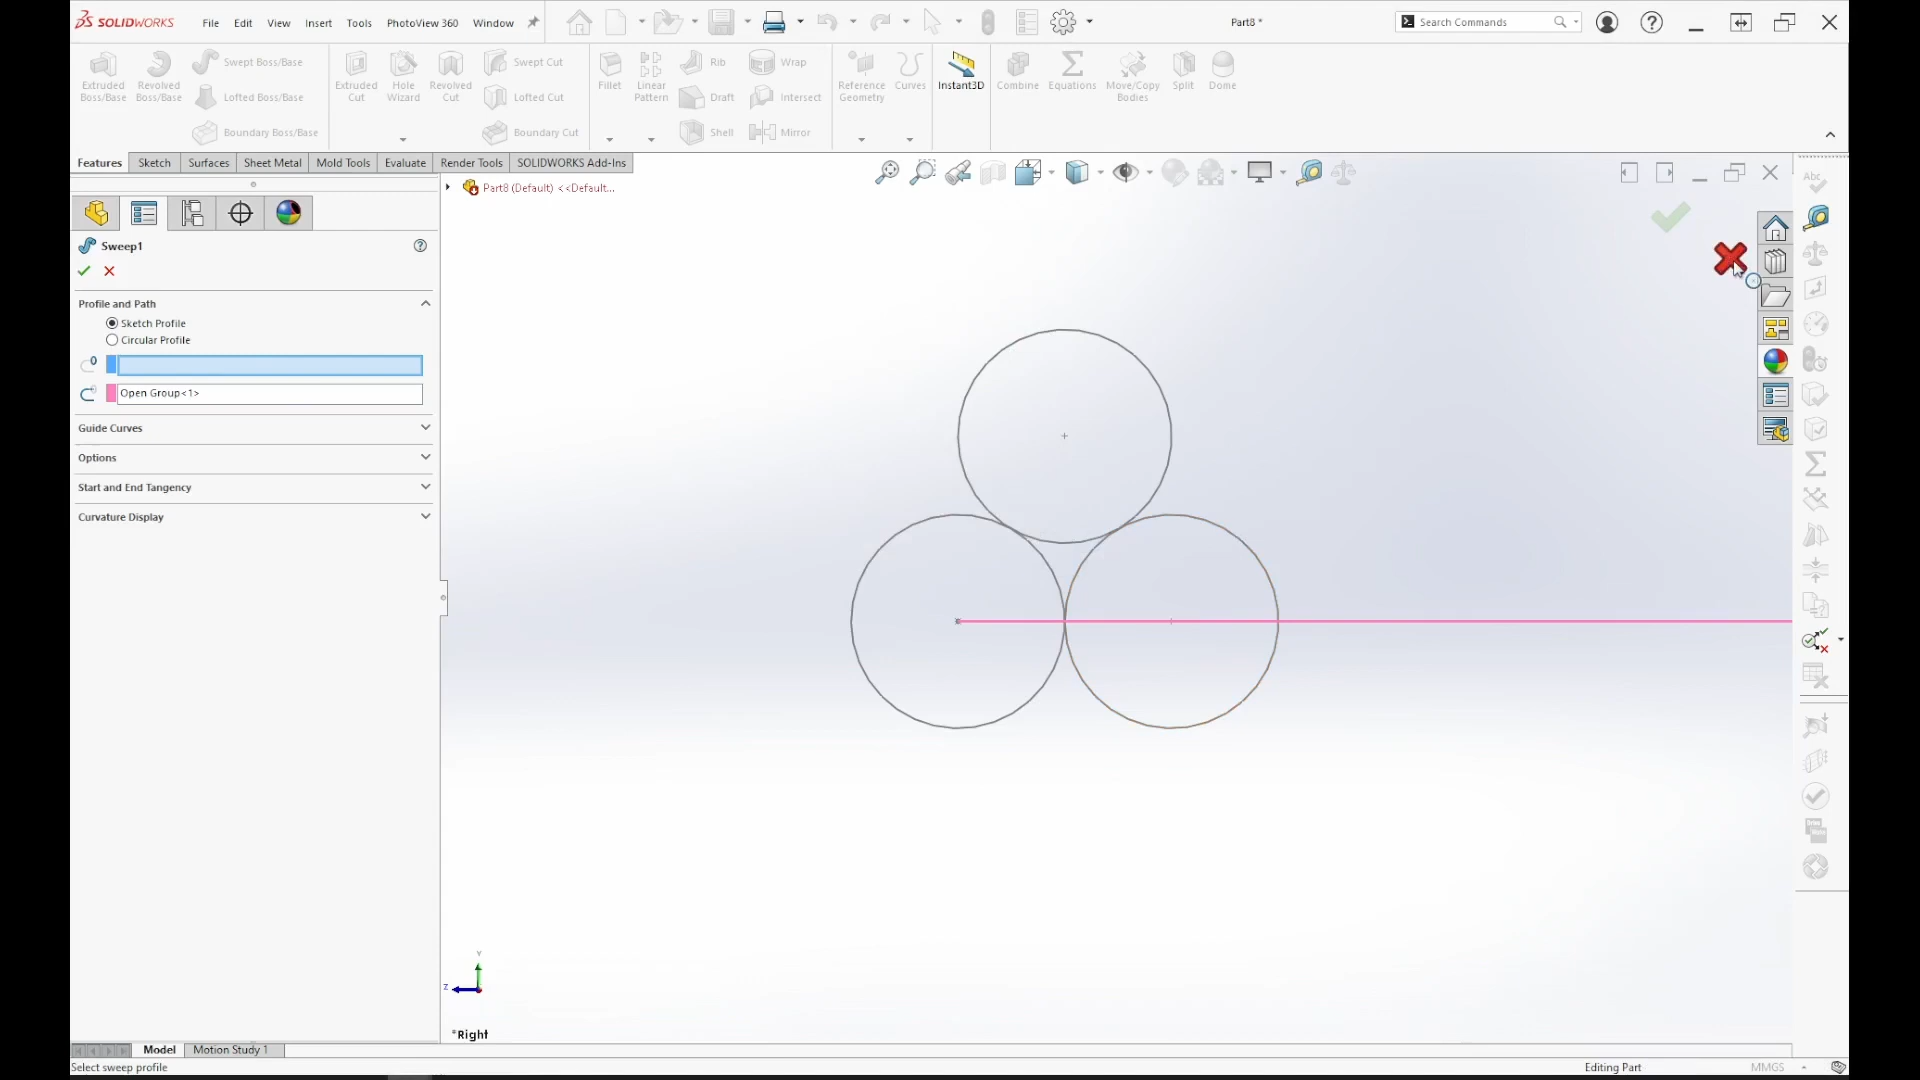 SOLIDWORKS File Edit View Insert Tools PhotoView 360 Window Part8 * Search Commands
Extruded Boss/Base
Revolved Boss/Base
Swept Boss/Base
Lofted Boss/Base
Boundary Boss/Base
Extruded Cut
Hole Wizard
Revolved Cut
Swept Cut
Lofted Cut
Boundary Cut
Fillet
Linear Pattern
Rib
Draft
Shell
Wrap
Intersect
Mirror
Reference Geometry
Curves
Instant3D
Combine
Equations
Move/Copy Bodies
Split
Dome
Features Sketch Surfaces Sheet Metal Mold Tools Evaluate Render Tools SOLIDWORKS Add-Ins
Part8 (Default) <<Default...
Sweep1
Profile and Path
Sketch Profile
Circular Profile
Open Group<1>
Guide Curves
Options
Start and End Tangency
Curvature Display
Abc
Y
Z
*Right
Model Motion Study 1
Select sweep profile Editing Part MMGS